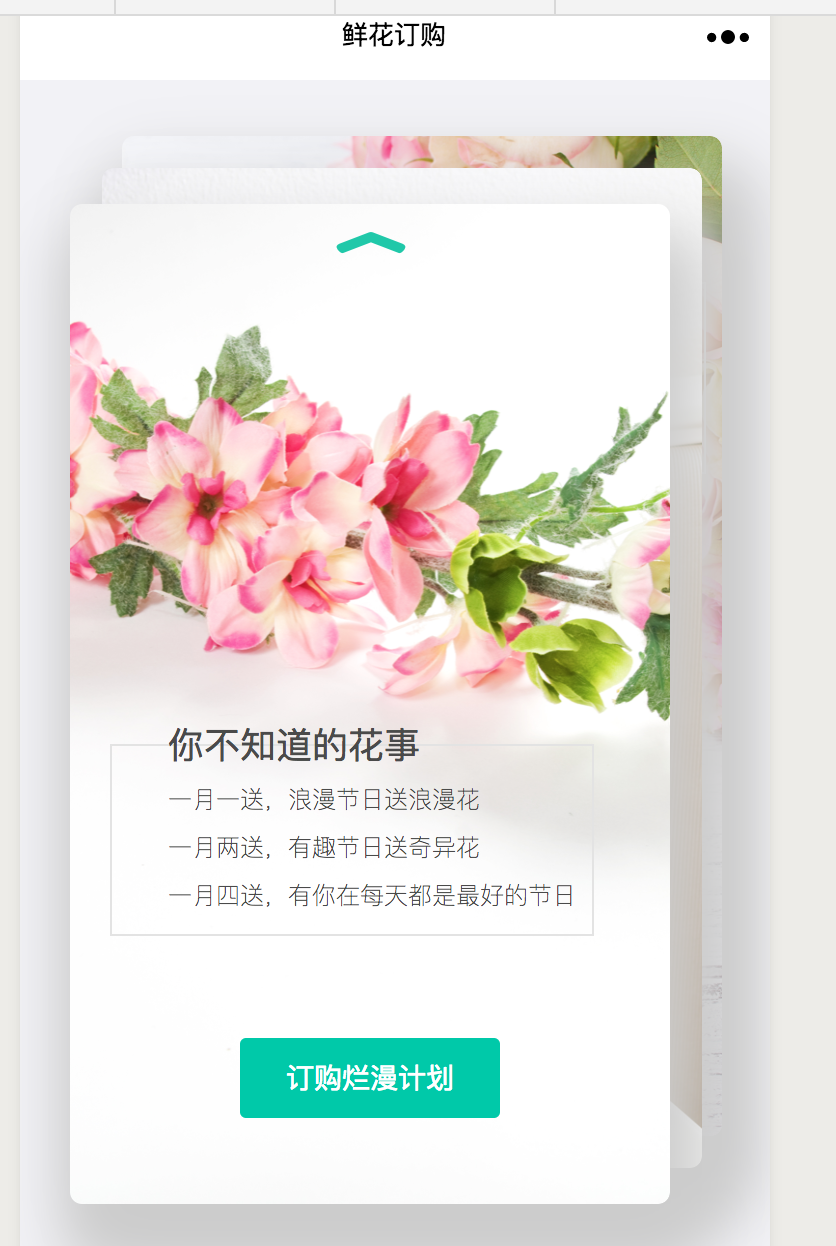 鲜花订购
你不知道的花事
一月一送，浪漫节日送浪漫花
一月两送，有趣节日送奇异花
一月四送，有你在每天都是最好的节日
订购烂漫计划